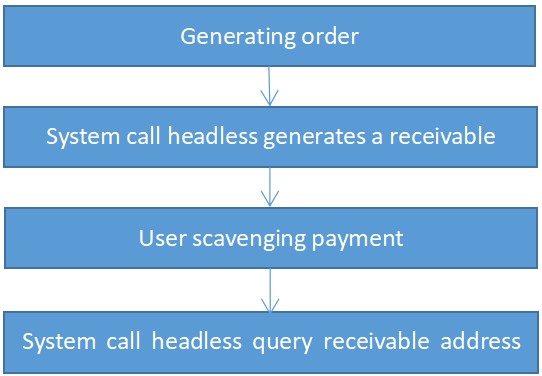 Generating order
System call headless generates a receivable
User scavenging payment
System call headless query receivable address